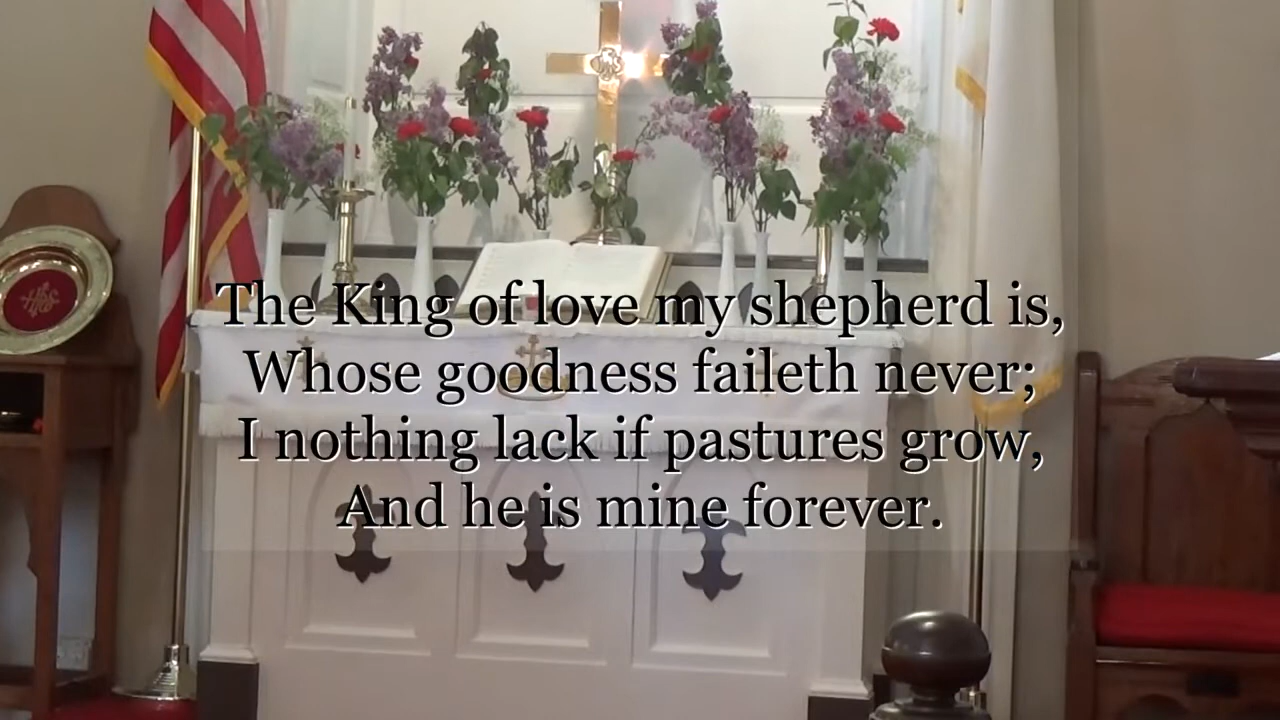 The King of love my shepherd is,
Whose goodness faileth never;
I nothing lack if pastures grow,
And he is mine forever.